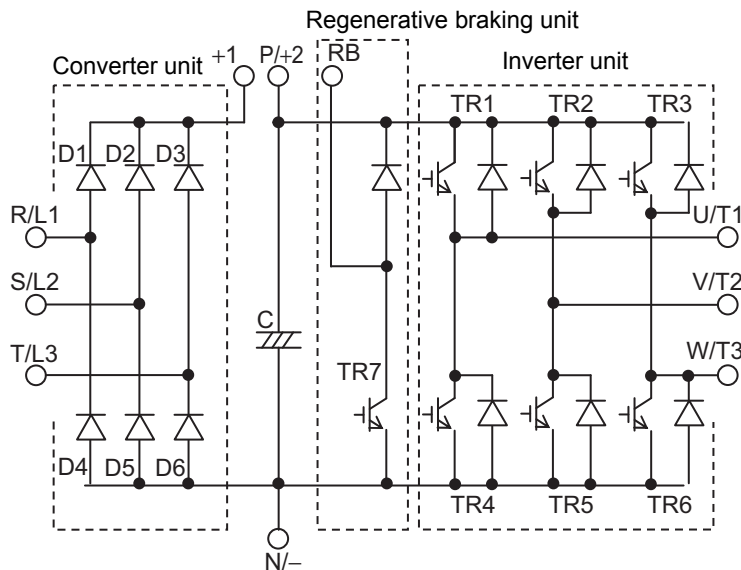 Regenerative braking unit
Converter unit
+1
P/+2
RB
Inverter unit
TR1
TR2
TR3
D1
D2
D3
R/L1
U/T1
S/L2
V/T2
C
T/L3
TR7
W/T3
D4
D5
D6
TR4
TR5
TR6
N/−